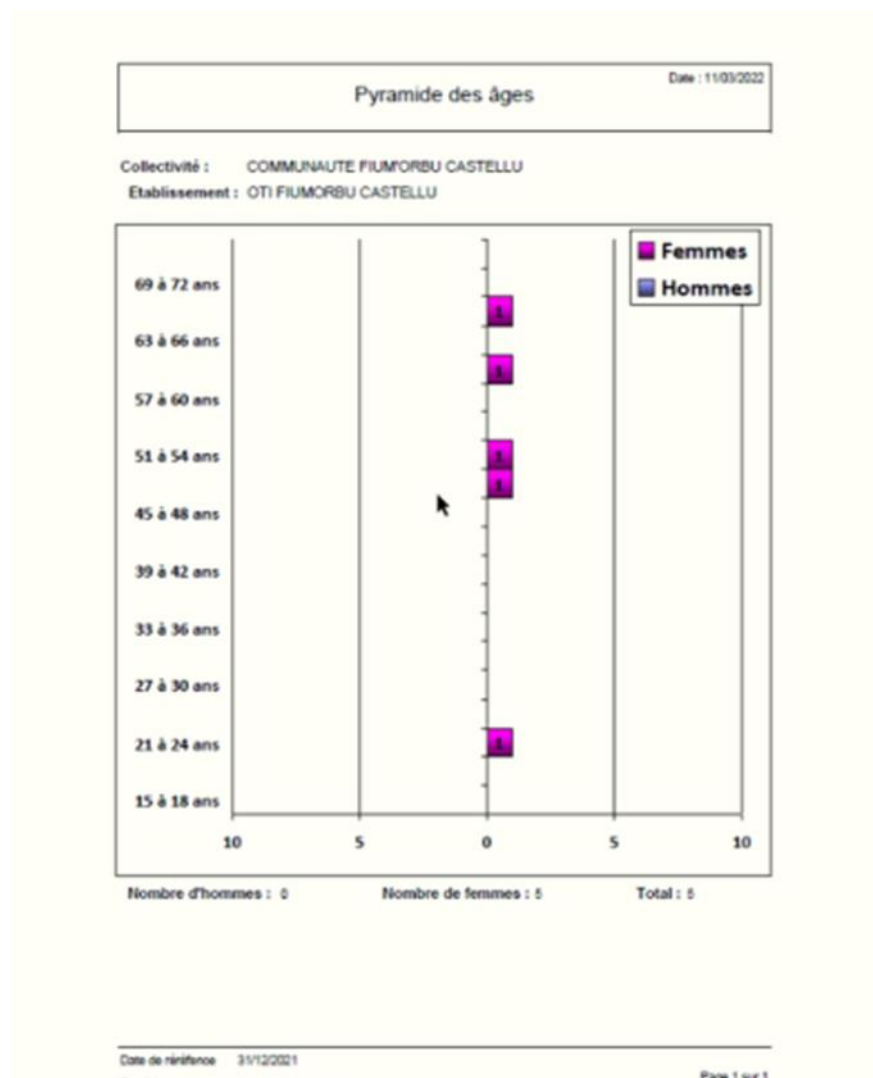 Date : 11/03/2022
Pyramide des âges
Collectivité : COMMUNAUTE FIUM'ORBU CASTELLU
Etablissement : OTI FIUMORBU CASTELLU
Femmes
Hommes
69 à 72 ans
1
63 à 66 ans
1
57 à 60 ans
51 à 54 ans 1
1
45 à 48 ans
39 à 42 ans
33 à 36 ans
27 à 30 ans
21 à 24 ans 1
15 à 18 ans
10 5 0 5 10
Nombre d'hommes : 0 Nombre de femmes : 5 Total : 5
Date de référence 31/12/2021
Page 1 sur 1